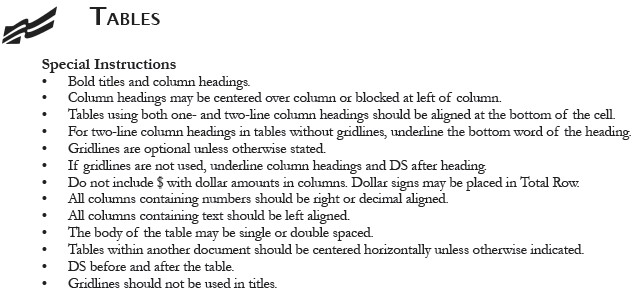 TABLES
Special Instructions
• Bold titles and column headings.
• Column headings may be centered over column or blocked at left of column.
• Tables using both one- and two-line column headings should be aligned at the bottom of the cell.
• For two-line column headings in tables without gridlines, underline the bottom word of the heading.
• Gridlines are optional unless otherwise stated.
• If gridlines are not used, underline column headings and DS after heading.
• Do not include $ with dollar amounts in columns. Dollar signs may be placed in Total Row.
• All columns containing numbers should be right or decimal aligned.
• All columns containing text should be left aligned.
• The body of the table may be single or double spaced.
• Tables within another document should be centered horizontally unless otherwise indicated.
• DS before and after the table.
• Gridlines should not be used in titles.